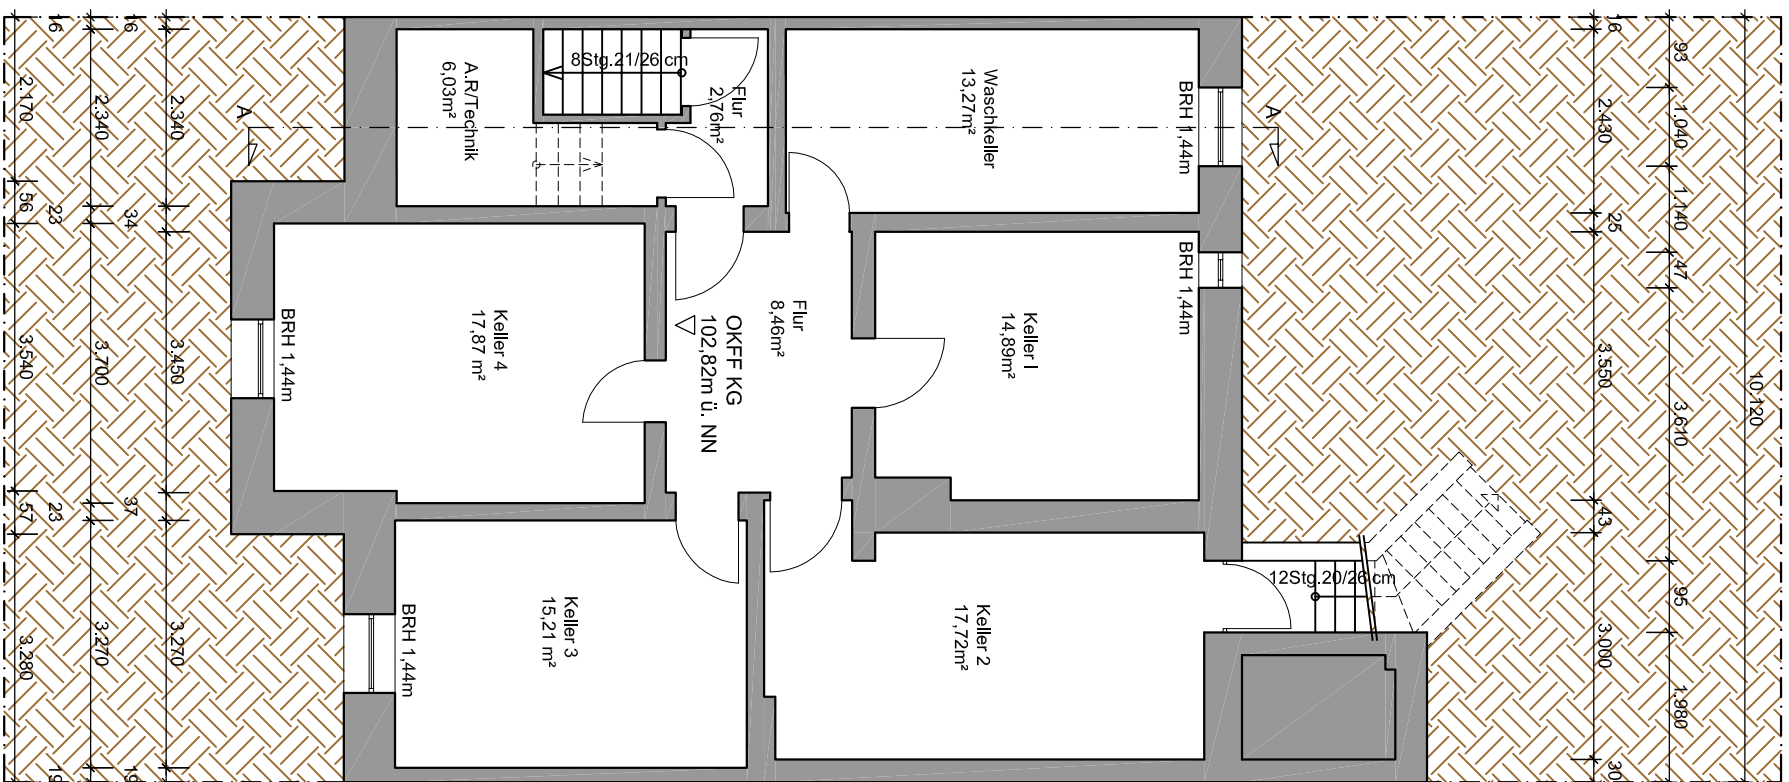 A.R/Technik
6,03m²
8Stg.21/26 cm
Flur
2,76m²
Waschkeller
13,27m²
BRH 1,44m
BRH 1,44m
A
A
Keller 4
17,87 m²
BRH 1,44m
OKFF KG
102,82m ü. NN
Flur
8,46m²
Keller I
14,89m²
Keller 3
15,21 m²
BRH 1,44m
Keller 2
17,72m²
12Stg.20/26 cm
2.170
56
3.540
57
3.280
16
23
23
19
2.340
3.700
3.270
16
34
37
19
2.340
3.450
3.270
16
2.430
25
3.550
43
3.000
30
93
1.040
1.140
47
3.610
95
1.980
10.120